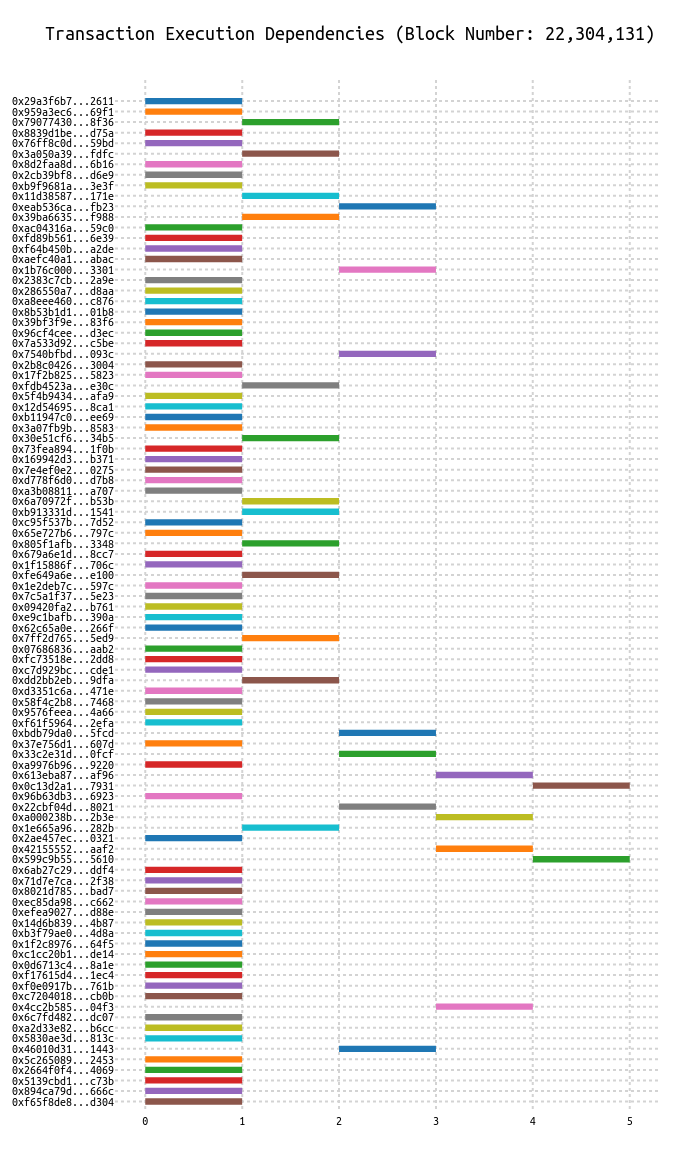 Transaction Execution Dependencies (Block Number: 22,304,131)
0x29a3f6b7...2611
0x959a3ec6...69f1
0x79077430...8f36
0x8839d1be...d75a
0x76ff8c0d...59bd
0x3a050a39...fdfc
0x8d2faa8d...6b16
0x2cb39bf8...d6e9
0xb9f9681a...3e3f
0x11d38587...171e
0xeab536ca...fb23
0x39ba6635...f988
0xac04316a...59c0
0xfd89b561...6e39
0xf64b450b...a2de
0xaefc40a1...abac
0x1b76c000...3301
0x2383c7cb...2a9e
0x286550a7...d8aa
0xa8eee460...c876
0x8b53b1d1...01b8
0x39bf3f9e...83f6
0x96cf4cee...d3ec
0x7a533d92...c5be
0x7540bfbd...093c
0x2b8c0426...3004
0x17f2b825...5823
0xfdb4523a...e30c
0x5f4b9434...afa9
0x12d54695...8ca1
0xb11947c0...ee69
0x3a07fb9b...8583
0x30e51cf6...34b5
0x73fea894...1f0b
0x169942d3...b371
0x7e4ef0e2...0275
0xd778f6d0...d7b8
0xa3b08811...a707
0x6a70972f...b53b
0xb913331d...1541
0xc95f537b...7d52
0x65e727b6...797c
0x805f1afb...3348
0x679a6e1d...8cc7
0x1f15886f...706c
0xfe649a6e...e100
0x1e2deb7c...597c
0x7c5a1f37...5e23
0x09420fa2...b761
0xe9c1bafb...390a
0x62c65a0e...266f
0x7ff2d765...5ed9
0x07686836...aab2
0xfc73518e...2dd8
0xc7d929bc...cde1
0xdd2bb2eb...9dfa
0xd3351c6a...471e
0x58f4c2b8...7468
0x9576feea...4a66
0xf61f5964...2efa
0xbdb79da0...5fcd
0x37e756d1...607d
0x33c2e31d...0fcf
0xa9976b96...9220
0x613eba87...af96
0x0c13d2a1...7931
0x96b63db3...6923
0x22cbf04d...8021
0xa000238b...2b3e
0x1e665a96...282b
0x2ae457ec...0321
0x42155552...aaf2
0x599c9b55...5610
0x6ab27c29...ddf4
0x71d7e7ca...2f38
0x8021d785...bad7
0xec85da98...c662
0xefea9027...d88e
0x14d6b839...4b87
0xb3f79ae0...4d8a
0x1f2c8976...64f5
0xc1cc20b1...de14
0x0d6713c4...8a1e
0xf17615d4...1ec4
0xf0e0917b...761b
0xc7204018...cb0b
0x4cc2b585...04f3
0x6c7fd482...dc07
0xa2d33e82...b6cc
0x5830ae3d...813c
0x46010d31...1443
0x5c265089...2453
0x2664f0f4...4069
0x5139cbd1...c73b
0x894ca79d...666c
0xf65f8de8...d304
0 1 2 3 4 5